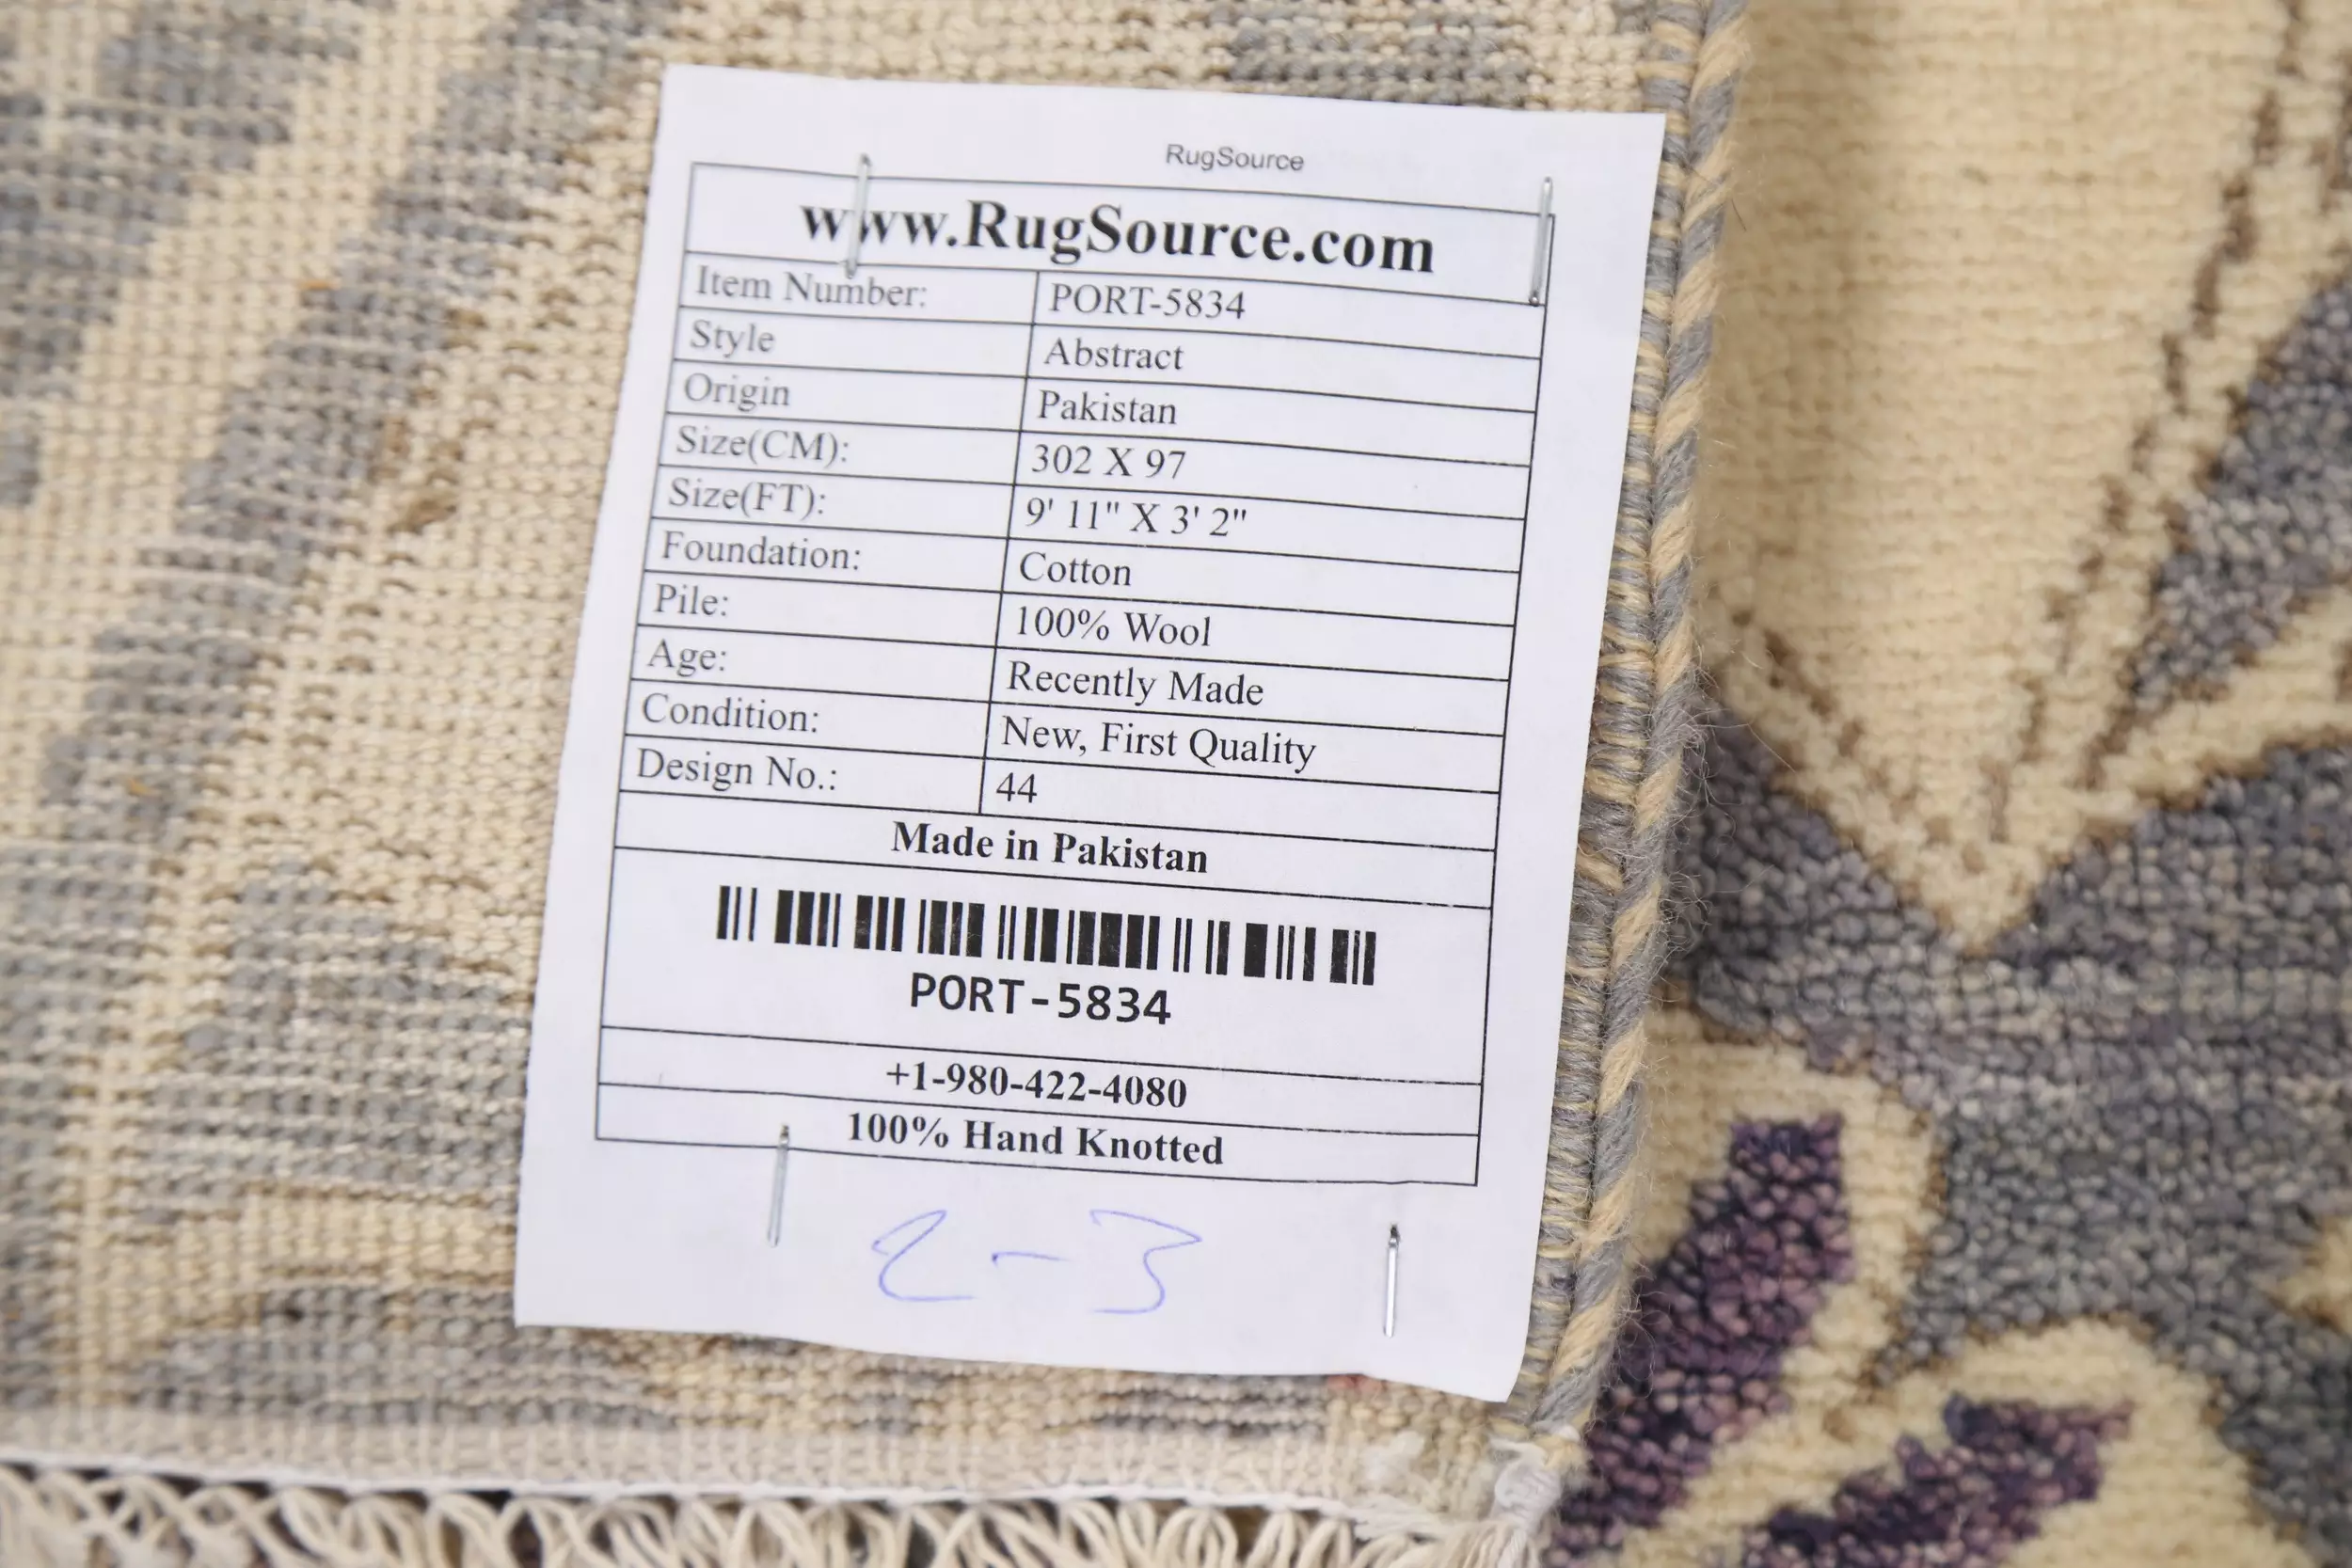 RugSource
www.RugSource.com
Item Number: PORT-5834
Style Abstract
Origin Pakistan
Size(CM): 302 X 97
Size(FT): 9' 11" X 3' 2"
Foundation: Cotton
Pile: 100% Wool
Age: Recently Made
Condition: New, First Quality
Design No.: 44
Made in Pakistan
PORT-5834
+1-980-422-4080
100% Hand Knotted
2-3